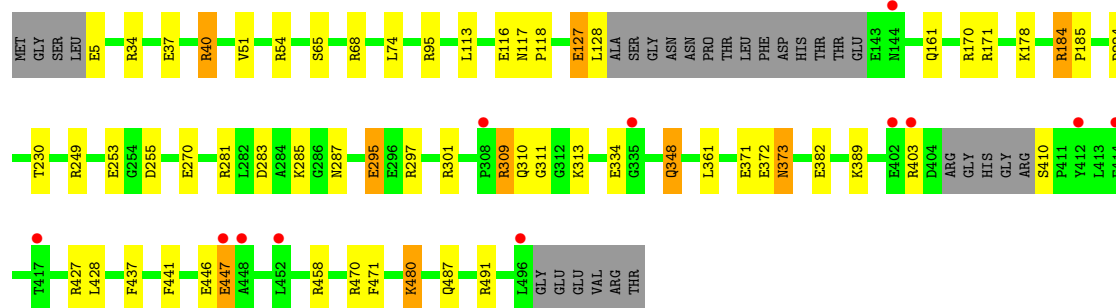 MET GLY SER LEU E5 R34 E37 R40 V51 R54 S65 R68 L74 R95 L113 E116 N117 P118 E127 L128 ALA SER GLY ASN ASN PRO THR LEU PHE ASP HIS THR THR GLU E143 N144 Q161 R170 R171 K178 R184 P185
T230 R249 E253 G254 D255 E270 R281 L282 D283 A284 K285 G286 N287 E295 E296 R297 R301 P308 R309 Q310 G311 G312 K313 E334 G335 Q348 L361 E371 E372 N373 E382 K389 E402 R403 D404 ARG GLY HIS GLY ARG S410 P411 Y412 L413
T417 R427 L428 F437 F441 E446 E447 A448 L452 R458 R470 F471 K480 Q487 R491 L496 GLY GLU GLU VAL ARG THR